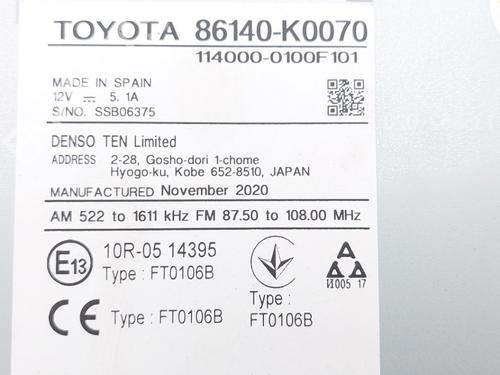 TOYOTA 86140-K0070
114000-0100F101
MADE IN SPAIN
12V ⎓ 5. 1A
S/NO. SSB06375
DENSO TEN Limited
ADDRESS 2-28, Gosho-dori 1-chome
Hyogo-ku, Kobe 652-8510, JAPAN
MANUFACTURED November 2020
AM 522 to 1611 kHz FM 87.50 to 108.00 MHz
E13 10R-05 14395
Type : FT0106B
CE Type : FT0106B
Type :
FT0106B
И005 17